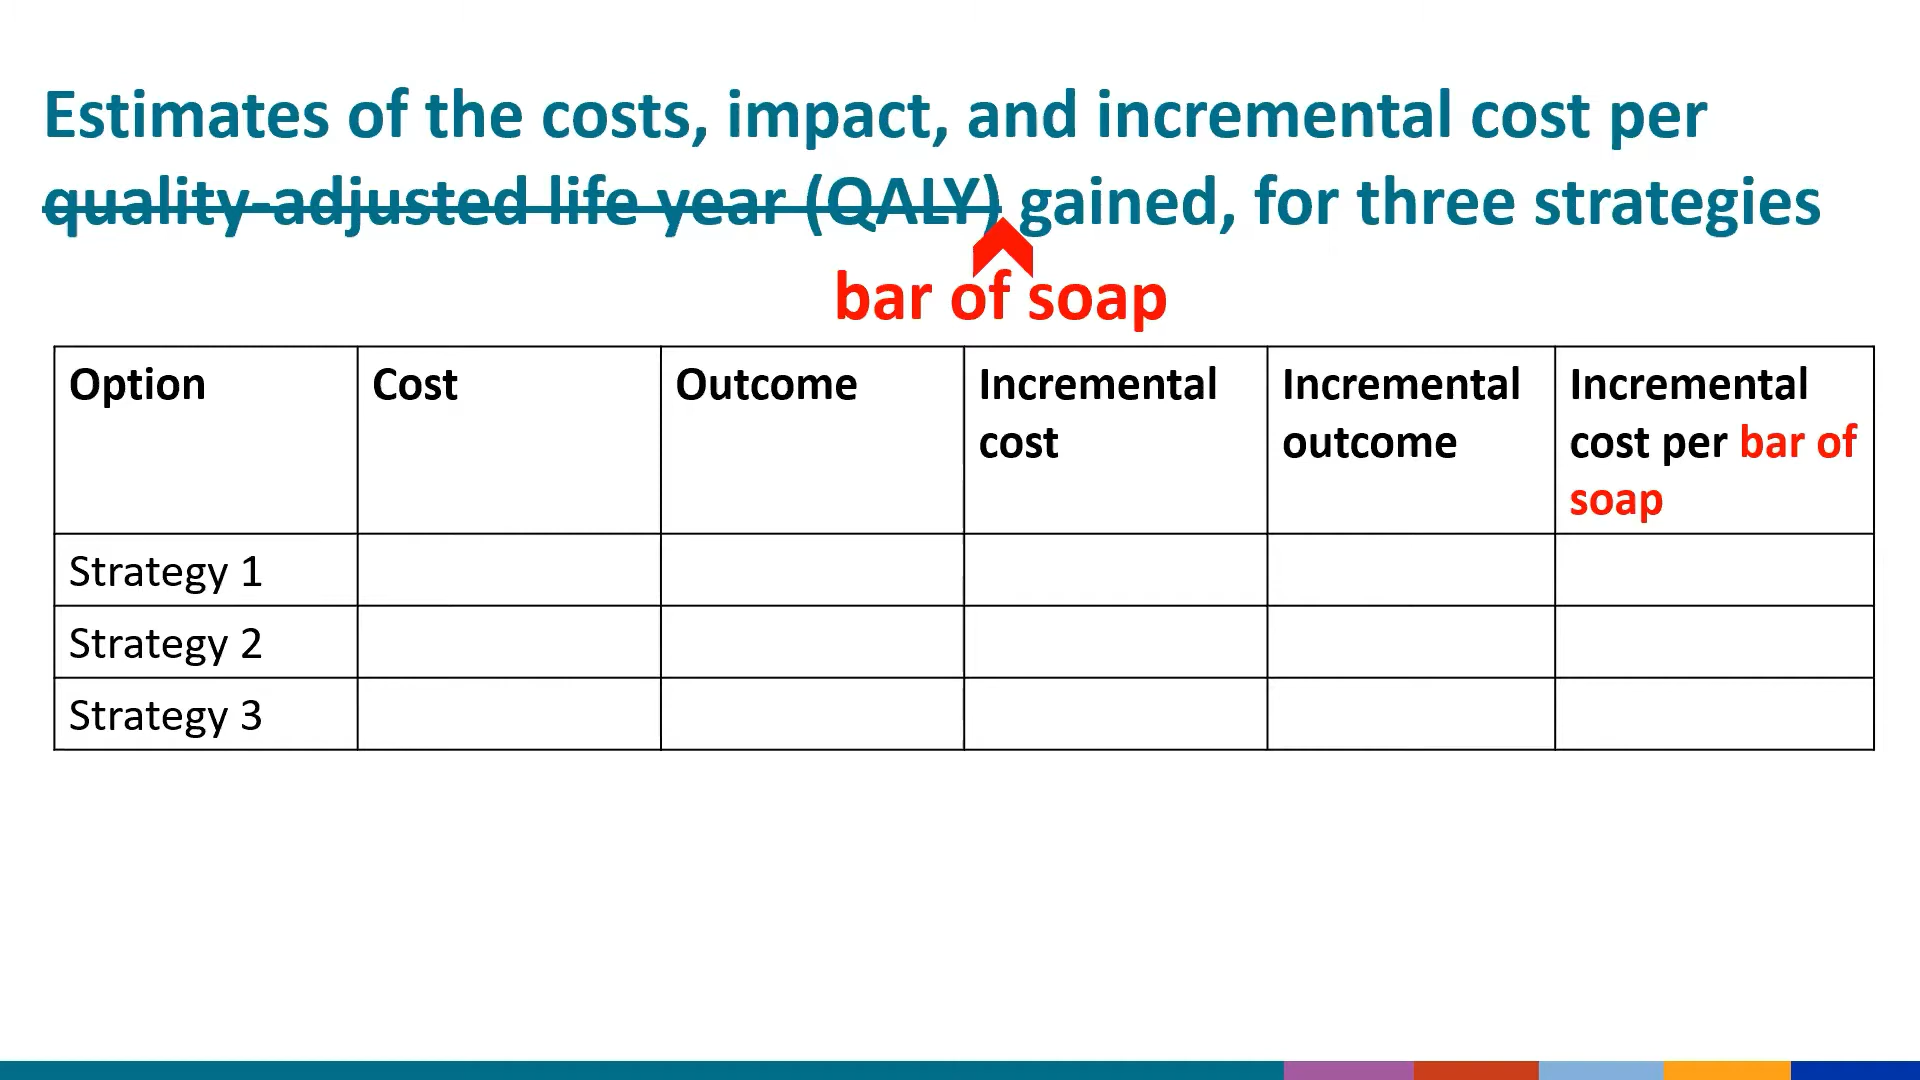 Estimates of the costs, impact, and incremental cost per
quality-adjusted life year (QALY) gained, for three strategies
bar of soap
Option
Cost
Outcome
Incremental
cost
Incremental
outcome
Incremental
cost per bar of
soap
Strategy 1
Strategy 2
Strategy 3